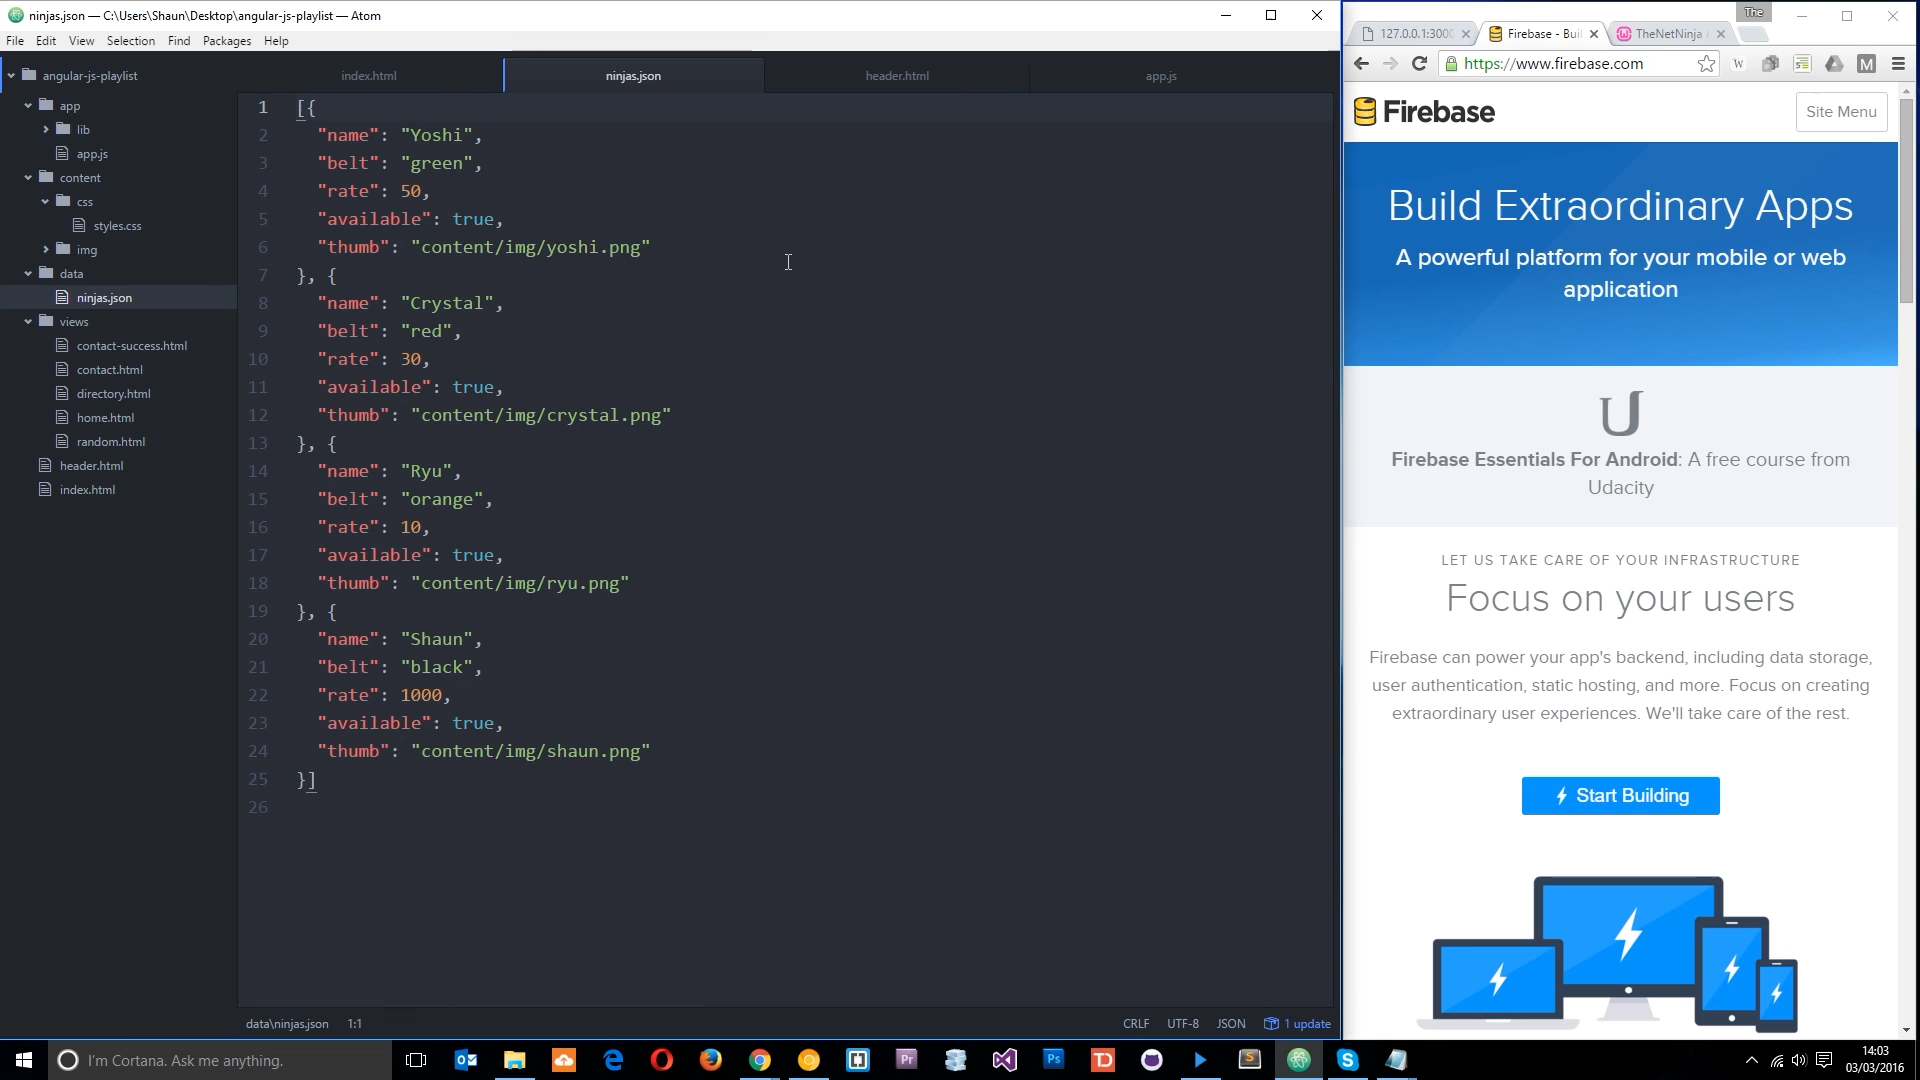 ninjas.json — C:\Users\Shaun\Desktop\angular-js-playlist — Atom
File Edit View Selection Find Packages Help
angular-js-playlist
app
lib
app.js
content
css
styles.css
img
data
ninjas.json
views
contact-success.html
contact.html
directory.html
home.html
random.html
header.html
index.html
index.html ninjas.json header.html app.js
1 [{
2 "name": "Yoshi",
3 "belt": "green",
4 "rate": 50,
5 "available": true,
6 "thumb": "content/img/yoshi.png"
7 }, {
8 "name": "Crystal",
9 "belt": "red",
10 "rate": 30,
11 "available": true,
12 "thumb": "content/img/crystal.png"
13 }, {
14 "name": "Ryu",
15 "belt": "orange",
16 "rate": 10,
17 "available": true,
18 "thumb": "content/img/ryu.png"
19 }, {
20 "name": "Shaun",
21 "belt": "black",
22 "rate": 1000,
23 "available": true,
24 "thumb": "content/img/shaun.png"
25 }]
26
data\ninjas.json 1:1 CRLF UTF-8 JSON 1 update
The
127.0.0.1:3000 Firebase - Buil TheNetNinja
https://www.firebase.com
Firebase
Site Menu
Build Extraordinary Apps
A powerful platform for your mobile or web
application
U
Firebase Essentials For Android: A free course from
Udacity
LET US TAKE CARE OF YOUR INFRASTRUCTURE
Focus on your users
Firebase can power your app's backend, including data storage,
user authentication, static hosting, and more. Focus on creating
extraordinary user experiences. We'll take care of the rest.
Start Building
I'm Cortana. Ask me anything.
14:03
03/03/2016